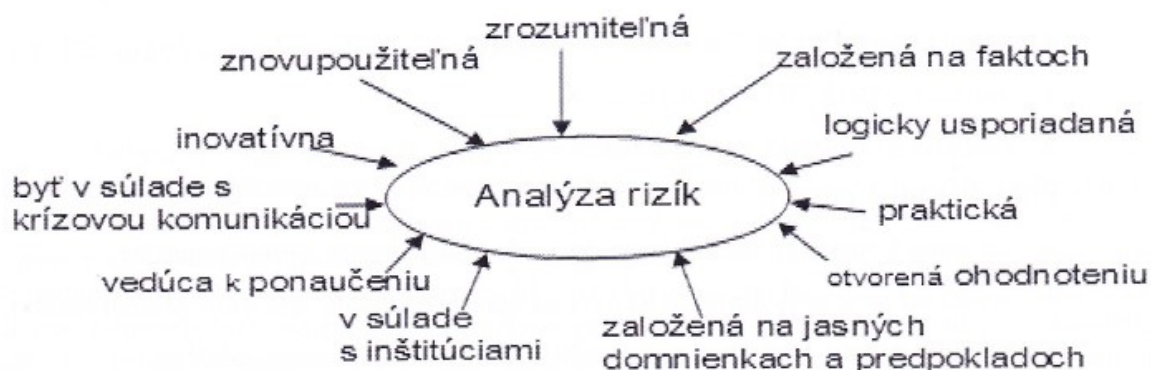 zrozumiteľná
znovupoužiteľná
založená na faktoch
inovatívna
logicky usporiadaná
byť v súlade s
krízovou komunikáciou
Analýza rizík
praktická
vedúca k ponaučeniu
otvorená ohodnoteniu
v súlade
s inštitúciami
založená na jasných
domnienkach a predpokladoch